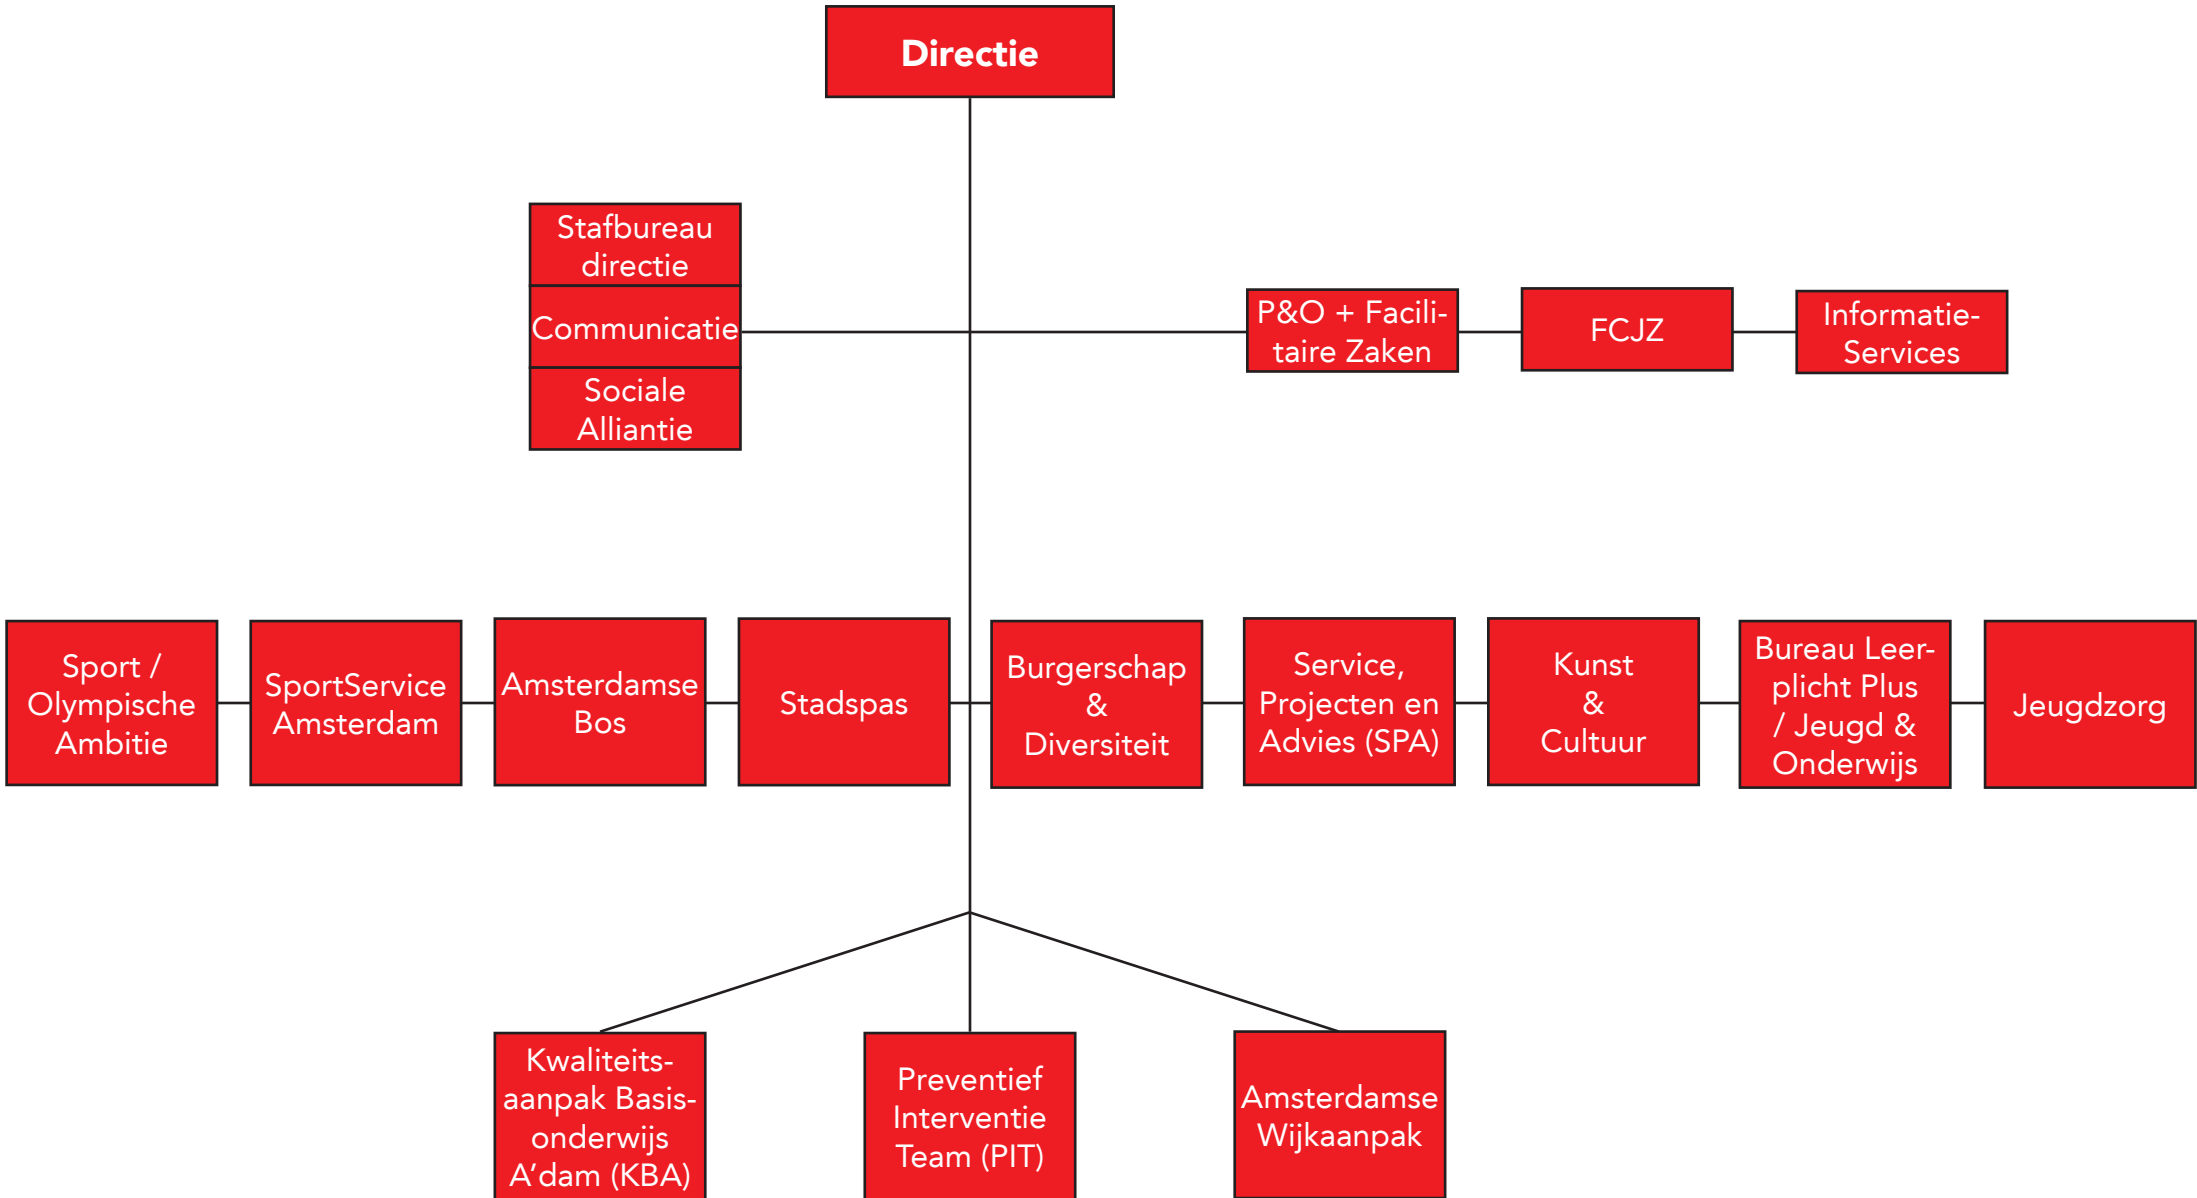 Directie
Stafbureau
directie
Communicatie
Sociale
Alliantie
P&O + Facili-
taire Zaken
FCJZ
Informatie-
Services
Sport /
Olympische
Ambitie
SportService
Amsterdam
Amsterdamse
Bos
Stadspas
Burgerschap
&
Diversiteit
Service,
Projecten en
Advies (SPA)
Kunst
&
Cultuur
Bureau Leer-
plicht Plus
/ Jeugd &
Onderwijs
Jeugdzorg
Kwaliteits-
aanpak Basis-
onderwijs
A’dam (KBA)
Preventief
Interventie
Team (PIT)
Amsterdamse
Wijkaanpak